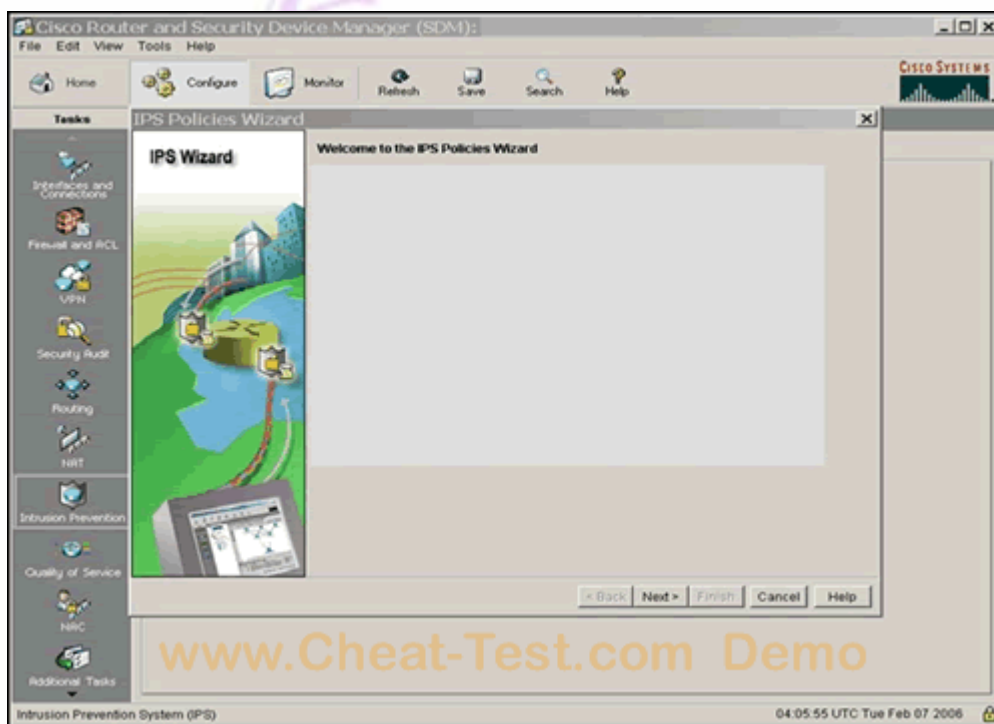 Cisco Router and Security Device Manager (SDM):
File Edit View Tools Help
Home Configure Monitor Refresh Save Search Help
CISCO SYSTEMS
Tasks
IPS Policies Wizard
IPS Wizard
Welcome to the IPS Policies Wizard
Interfaces and
Connections
Firewall and ACL
VPN
Security Audit
Routing
NAT
Intrusion Prevention
Quality of Service
NAC
Additional Tasks
< Back Next > Finish Cancel Help
www.Cheat-Test.com Demo
Intrusion Prevention System (IPS)
04:05:55 UTC Tue Feb 07 2006